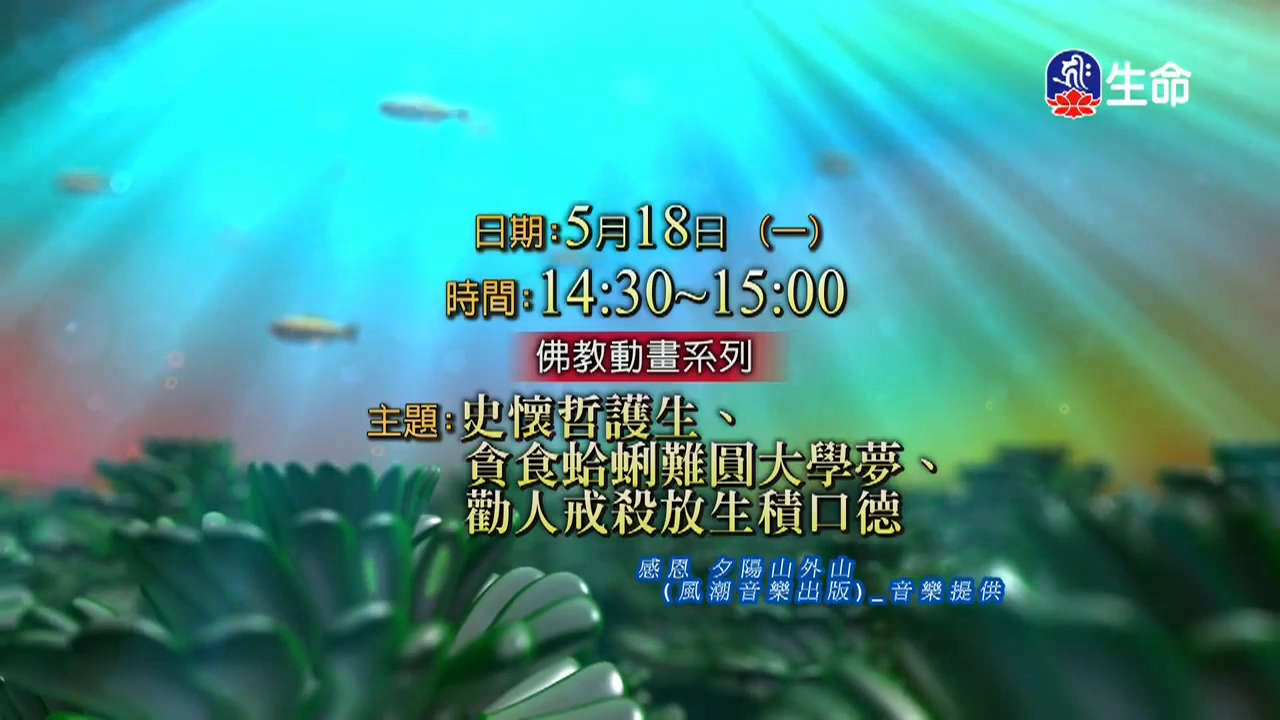 生命
日期:5月18日 (一)
時間:14:30~15:00
佛教動畫系列
主題:史懷哲護生、
貪食蛤蜊難圓大學夢、
勸人戒殺放生積口德
感恩 夕陽山外山
(風潮音樂出版)_音樂提供